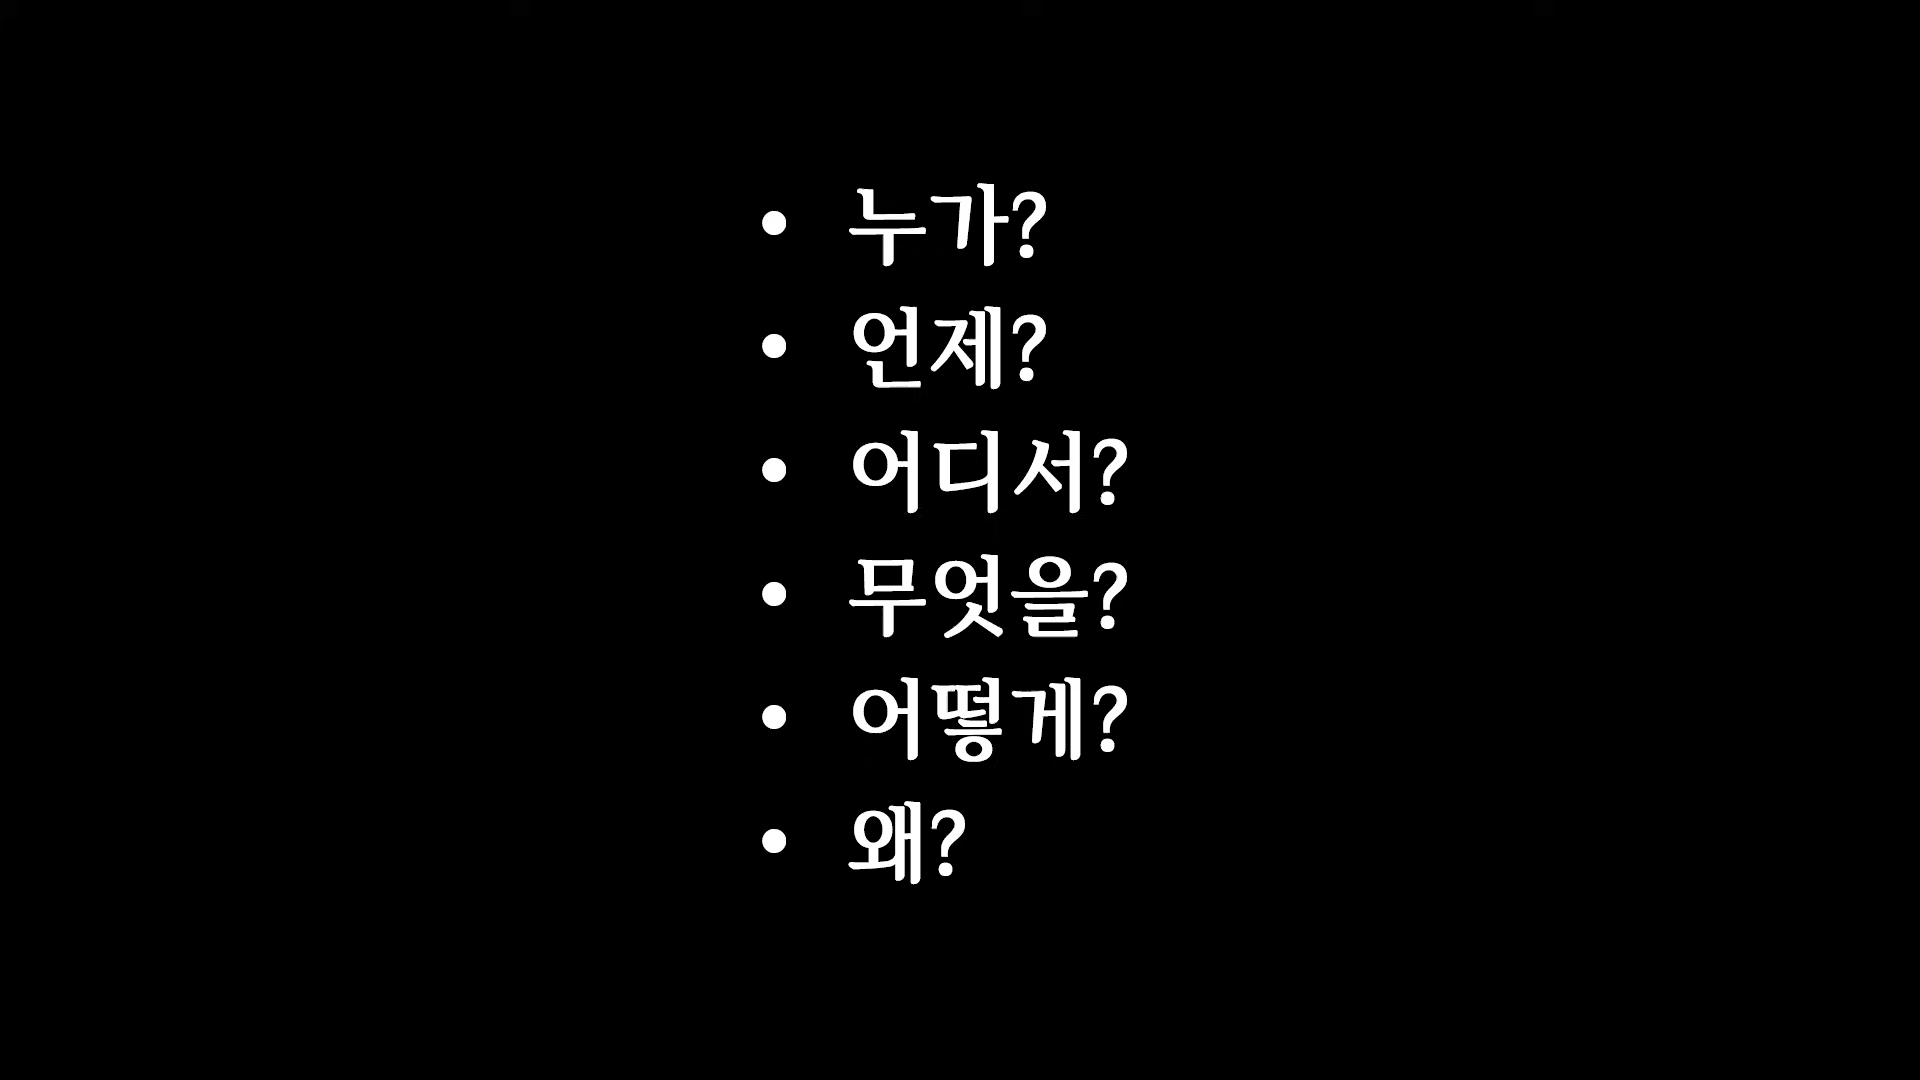 • 누가?
• 언제?
• 어디서?
• 무엇을?
• 어떻게?
• 왜?